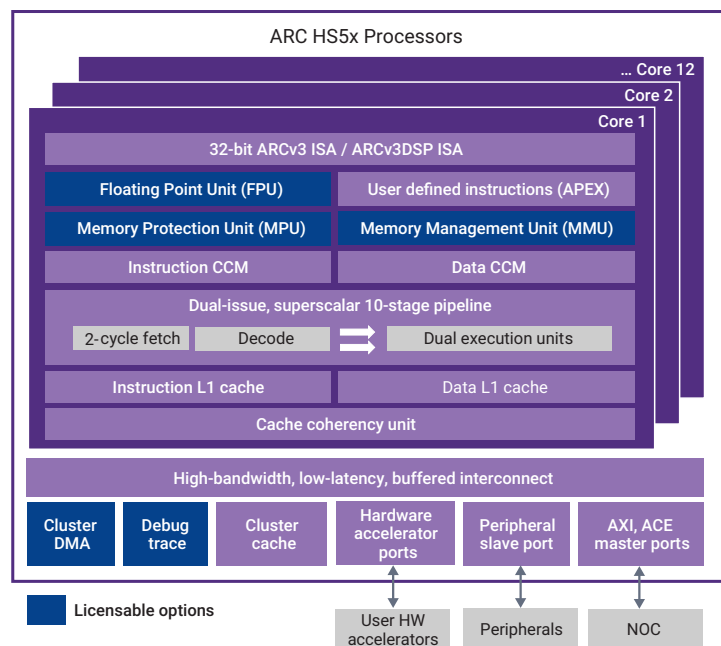 ARC HS5x Processors
... Core 12
Core 2
Core 1
32-bit ARCv3 ISA / ARCv3DSP ISA
Floating Point Unit (FPU)
User defined instructions (APEX)
Memory Protection Unit (MPU)
Memory Management Unit (MMU)
Instruction CCM
Data CCM
Dual-issue, superscalar 10-stage pipeline
2-cycle fetch
Decode
Dual execution units
Instruction L1 cache
Data L1 cache
Cache coherency unit
High-bandwidth, low-latency, buffered interconnect
Cluster
DMA
Debug
trace
Cluster
cache
Hardware
accelerator
ports
Peripheral
slave port
AXI, ACE
master ports
Licensable options
User HW
accelerators
Peripherals
NOC